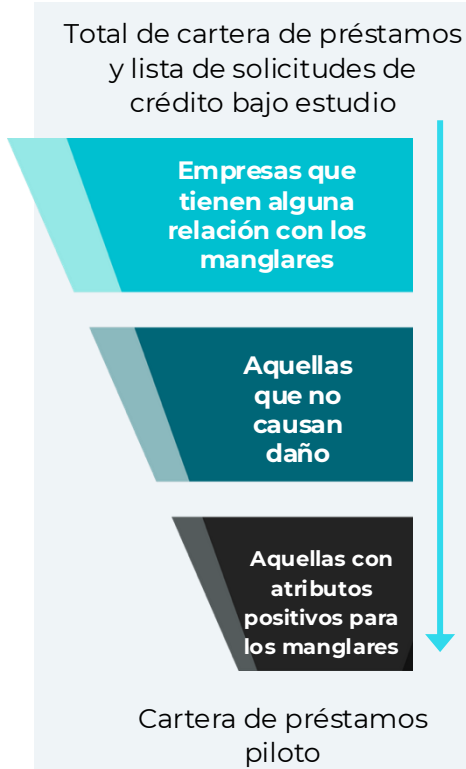 Total de cartera de préstamos
y lista de solicitudes de
crédito bajo estudio
Empresas que
tienen alguna
relación con los
manglares
Aquellas
que no
causan
daño
Aquellas con
atributos
positivos para
los manglares
Cartera de préstamos
piloto